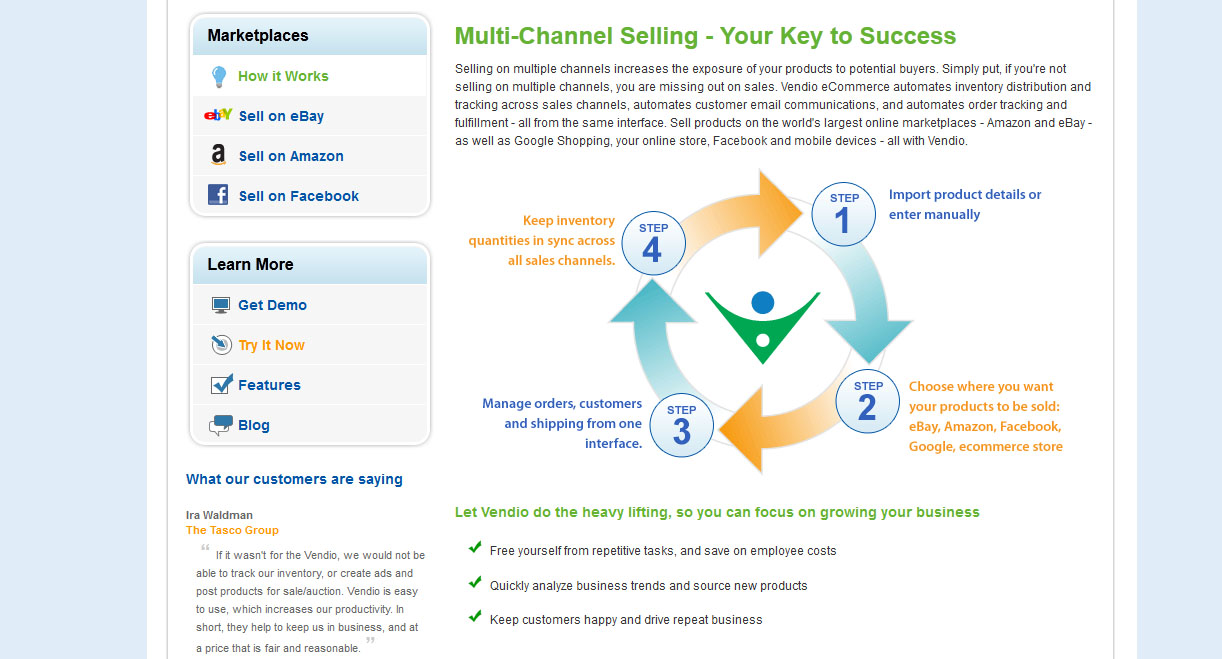 Marketplaces
How it Works
ebY Sell on eBay
a Sell on Amazon
f Sell on Facebook
Learn More
Get Demo
Try It Now
Features
Blog
What our customers are saying
Ira Waldman
The Tasco Group
“ If it wasn't for the Vendio, we would not be
able to track our inventory, or create ads and
post products for sale/auction. Vendio is easy
to use, which increases our productivity. In
short, they help to keep us in business, and at
a price that is fair and reasonable. ”
Multi-Channel Selling - Your Key to Success
Selling on multiple channels increases the exposure of your products to potential buyers. Simply put, if you're not
selling on multiple channels, you are missing out on sales. Vendio eCommerce automates inventory distribution and
tracking across sales channels, automates customer email communications, and automates order tracking and
fulfillment - all from the same interface. Sell products on the world's largest online marketplaces - Amazon and eBay -
as well as Google Shopping, your online store, Facebook and mobile devices - all with Vendio.
STEP
1
Import product details or
enter manually
STEP
2
Choose where you want
your products to be sold:
eBay, Amazon, Facebook,
Google, ecommerce store
STEP
3
Manage orders, customers
and shipping from one
interface.
STEP
4
Keep inventory
quantities in sync across
all sales channels.
Let Vendio do the heavy lifting, so you can focus on growing your business
Free yourself from repetitive tasks, and save on employee costs
Quickly analyze business trends and source new products
Keep customers happy and drive repeat business